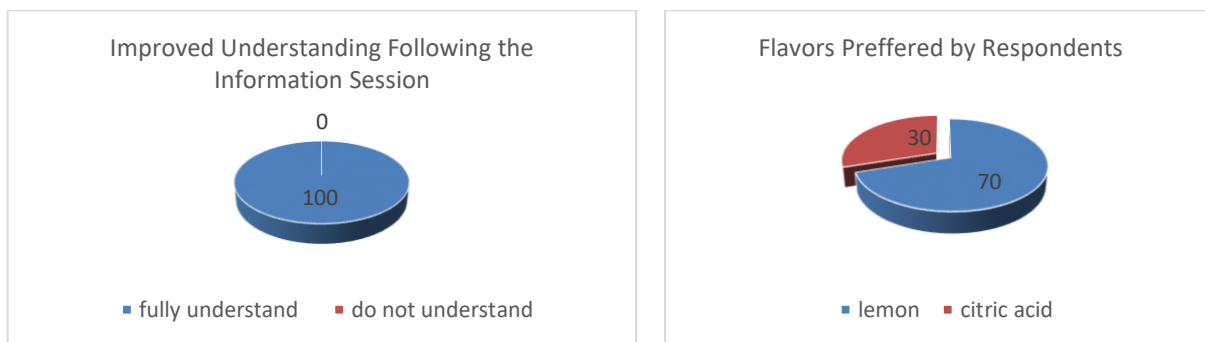 Improved Understanding Following the
Information Session
0
100
fully understand
do not understand
Flavors Preffered by Respondents
30
70
lemon
citric acid